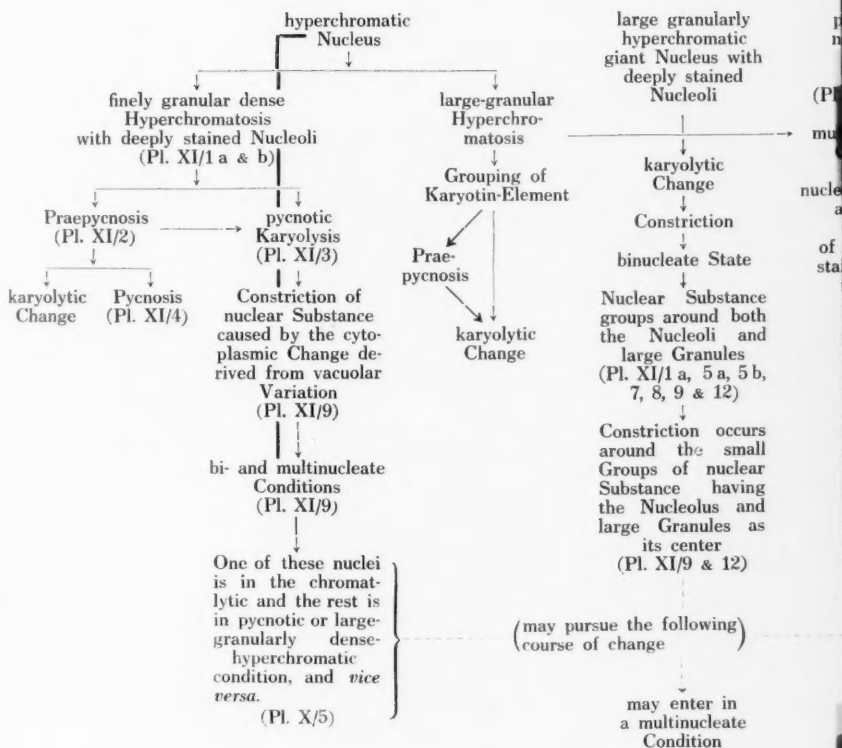 hyperchromatic
Nucleus
finely granular dense
Hyperchromatosis
with deeply stained Nucleoli
(Pl. XI/1 a & b)
Praepycnosis
(Pl. XI/2)
pycnotic
Karyolysis
(Pl. XI/3)
karyolytic
Change
Pycnosis
(Pl. XI/4)
Constriction of
nuclear Substance
caused by the cyto-
plasmic Change de-
rived from vacuolar
Variation
(Pl. XI/9)
bi- and multinucleate
Conditions
(Pl. XI/9)
One of these nuclei
is in the chromat-
lytic and the rest is
in pycnotic or large-
granularly dense-
hyperchromatic
condition, and vice
versa.
(Pl. X/5)
large-granular
Hyperchro-
matosis
Grouping of
Karyotin-Element
Prae-
pycnosis
karyolytic
Change
large granularly
hyperchromatic
giant Nucleus with
deeply stained
Nucleoli
karyolytic
Change
Constriction
binucleate State
Nuclear Substance
groups around both
the Nucleoli and
large Granules
(Pl. XI/1 a, 5 a, 5 b,
7, 8, 9 & 12)
Constriction occurs
around the small
Groups of nuclear
Substance having
the Nucleolus and
large Granules as
its center
(Pl. XI/9 & 12)
(may pursue the following
course of change)
may enter in
a multinucleate
Condition
p
n
(Pl
mu
nucle
a
of
stai